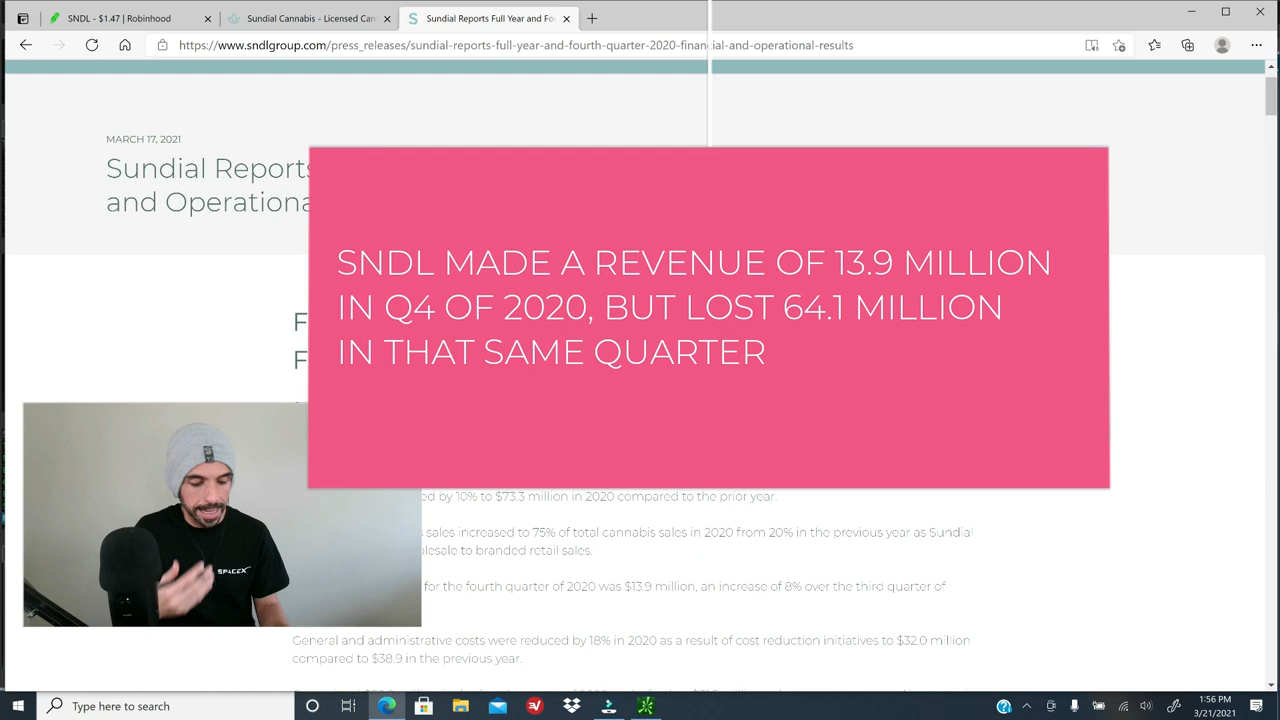 SNDL - $1.47 | Robinhood
Sundial Cannabis - Licensed Can
Sundial Reports Full Year and Fo
https://www.sndlgroup.com/press_releases/sundial-reports-full-year-and-fourth-quarter-2020-financial-and-operational-results
MARCH 17, 2021
Sundial Reports
and Operationa
SNDL MADE A REVENUE OF 13.9 MILLION
IN Q4 OF 2020, BUT LOST 64.1 MILLION
IN THAT SAME QUARTER
F
F
ed by 10% to $73.3 million in 2020 compared to the prior year.
sales increased to 75% of total cannabis sales in 2020 from 20% in the previous year as Sundial
olesale to branded retail sales.
for the fourth quarter of 2020 was $13.9 million, an increase of 8% over the third quarter of
SPACEX
General and administrative costs were reduced by 18% in 2020 as a result of cost reduction initiatives to $32.0 million
compared to $38.9 in the previous year.
Type here to search
1:56 PM
3/21/2021